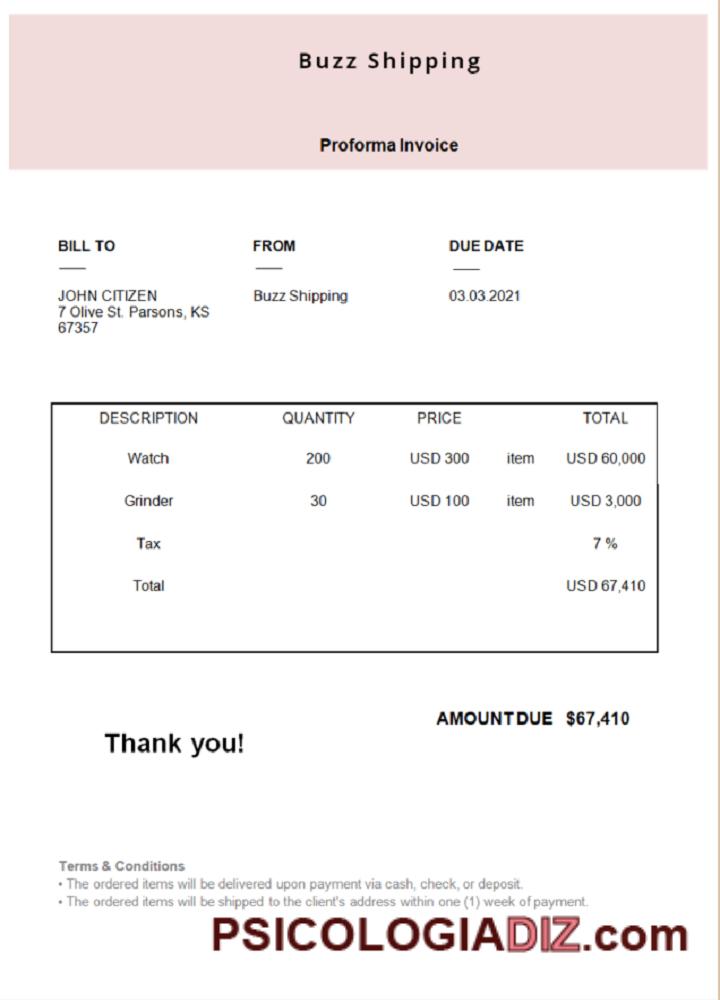 Buzz Shipping
Proforma Invoice
BILL TO
FROM
DUE DATE
JOHN CITIZEN
7 Olive St. Parsons, KS
67357
Buzz Shipping
03.03.2021
DESCRIPTION QUANTITY PRICE TOTAL
Watch 200 USD 300 item USD 60,000
Grinder 30 USD 100 item USD 3,000
Tax 7 %
Total USD 67,410
AMOUNT DUE $67,410
Thank you!
Terms & Conditions
• The ordered items will be delivered upon payment via cash, check, or deposit.
• The ordered items will be shipped to the client's address within one (1) week of payment.
PSICOLOGIADIZ.com